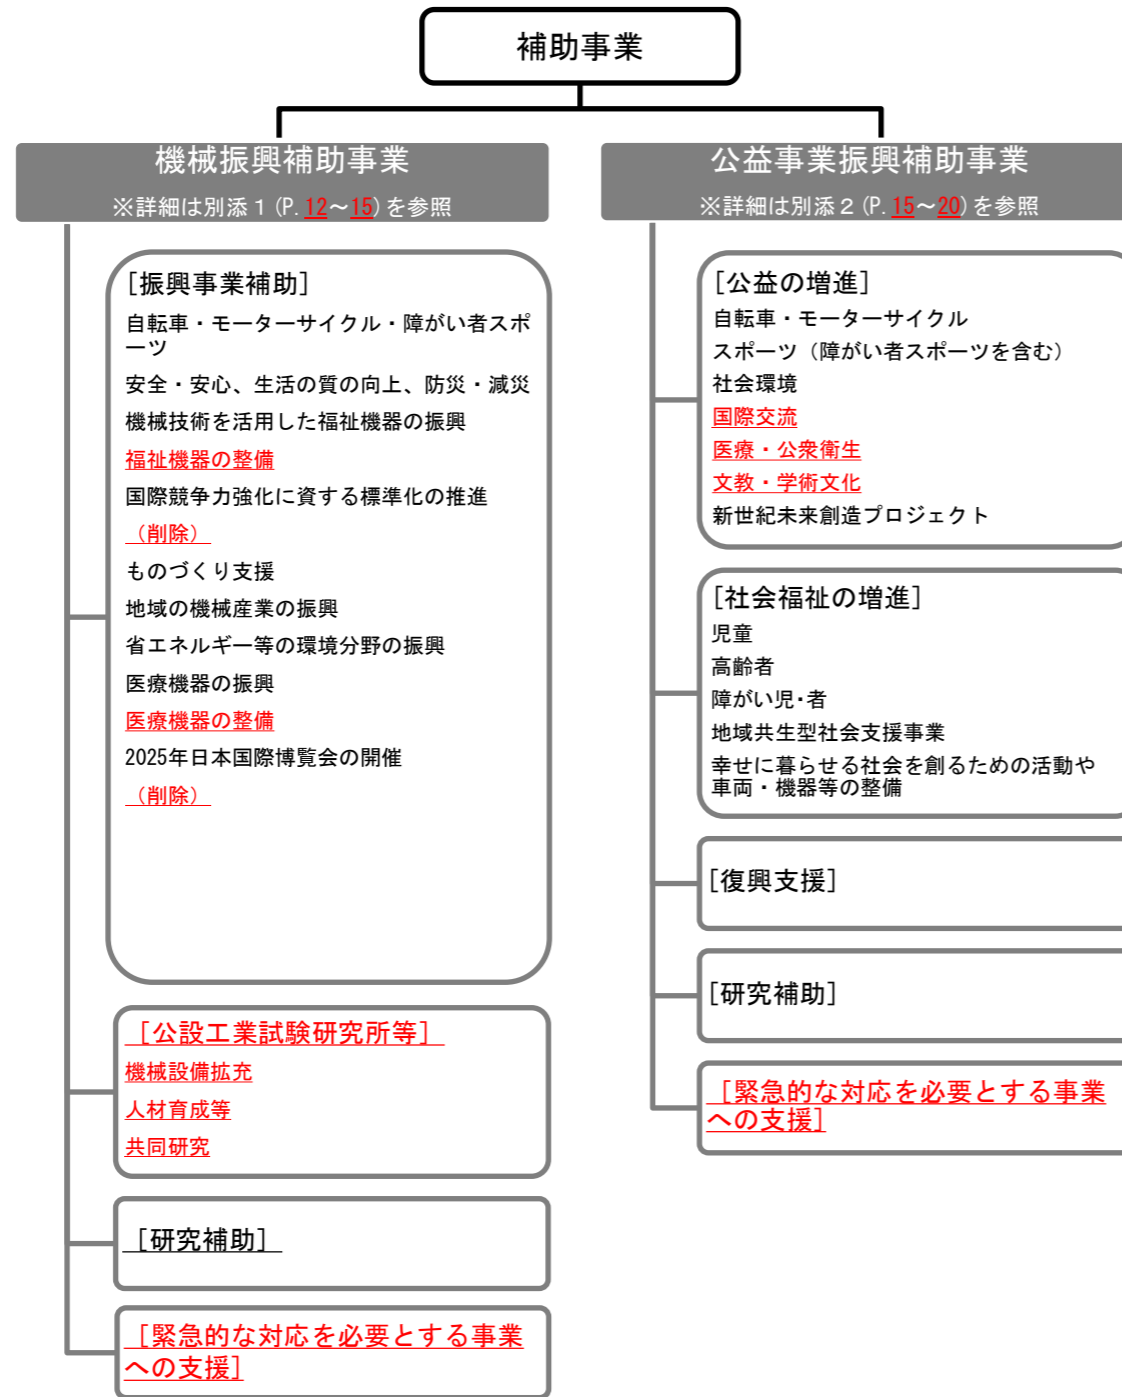 補助事業
機械振興補助事業
※詳細は別添１(P.12～15)を参照
[振興事業補助]
自転車・モーターサイクル・障がい者スポ
ーツ
安全・安心、生活の質の向上、防災・減災
機械技術を活用した福祉機器の振興
福祉機器の整備
国際競争力強化に資する標準化の推進
（削除）
ものづくり支援
地域の機械産業の振興
省エネルギー等の環境分野の振興
医療機器の振興
医療機器の整備
2025年日本国際博覧会の開催
（削除）
[公設工業試験研究所等]
機械設備拡充
人材育成等
共同研究
[研究補助]
[緊急的な対応を必要とする事業
への支援]
公益事業振興補助事業
※詳細は別添２(P.15～20)を参照
[公益の増進]
自転車・モーターサイクル
スポーツ（障がい者スポーツを含む）
社会環境
国際交流
医療・公衆衛生
文教・学術文化
新世紀未来創造プロジェクト
[社会福祉の増進]
児童
高齢者
障がい児・者
地域共生型社会支援事業
幸せに暮らせる社会を創るための活動や
車両・機器等の整備
[復興支援]
[研究補助]
[緊急的な対応を必要とする事業
への支援]